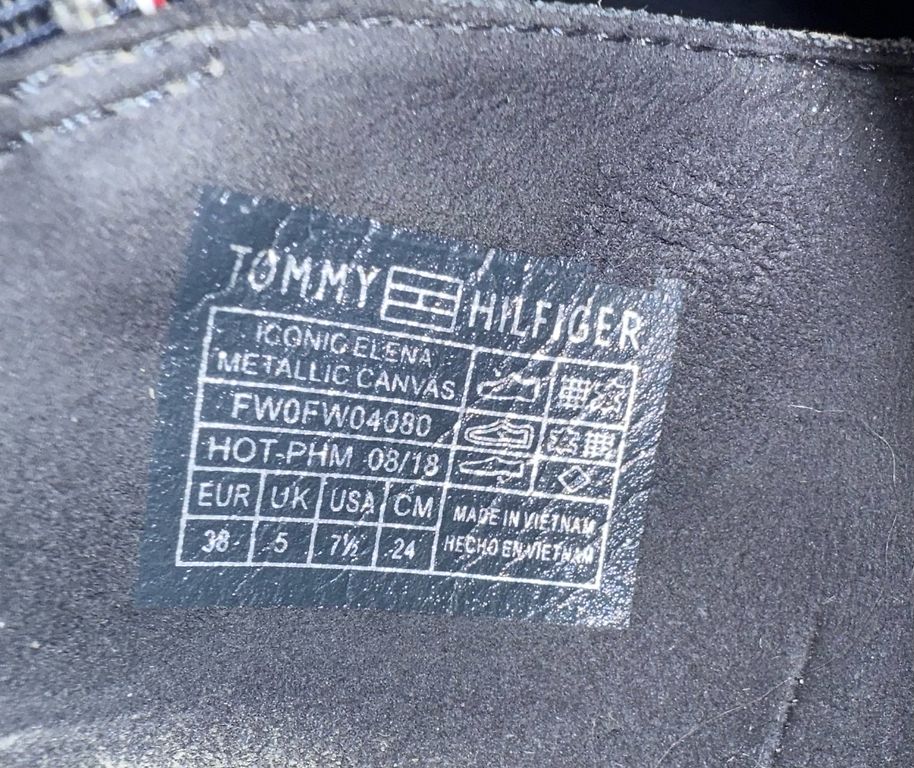 TOMMY HILFIGER
ICONIC ELENA
METALLIC CANVAS
FW0FW04080
HOT-PHM 08/18
EUR UK USA CM
38 5 7½ 24
MADE IN VIETNAM
HECHO EN VIETNAM